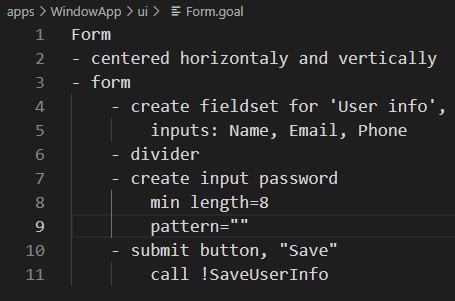 apps > WindowApp > ui > Form.goal
1 Form
2 - centered horizontaly and vertically
3 - form
4 - create fieldset for 'User info',
5 inputs: Name, Email, Phone
6 - divider
7 - create input password
8 min length=8
9 pattern=""
10 - submit button, "Save"
11 call !SaveUserInfo